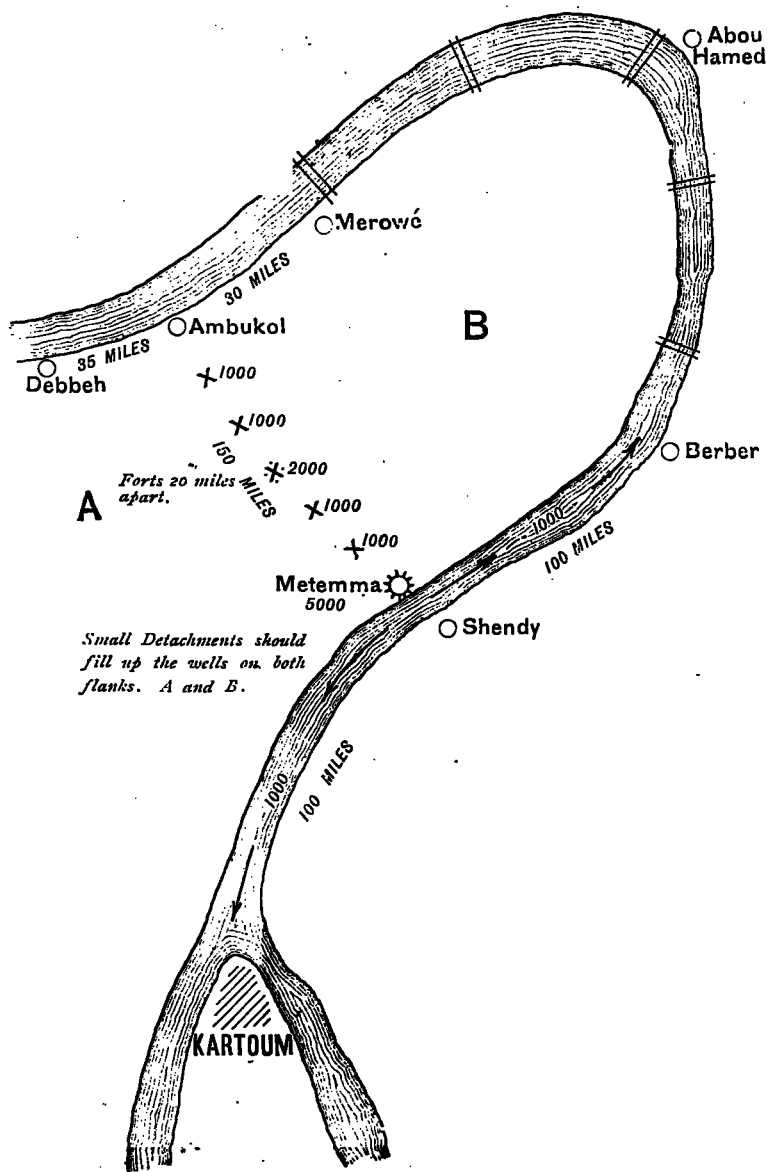 Abou
Hamed
Merowé
30 MILES
Ambukol
B
35 MILES
Debbeh
1000
1000
150 MILES
2000
Forts 20 miles
apart.
A
1000
1000
Berber
1000
100 MILES
Metemma
5000
Shendy
Small Detachments should
fill up the wells on both
flanks. A and B.
1000
100 MILES
KARTOUM